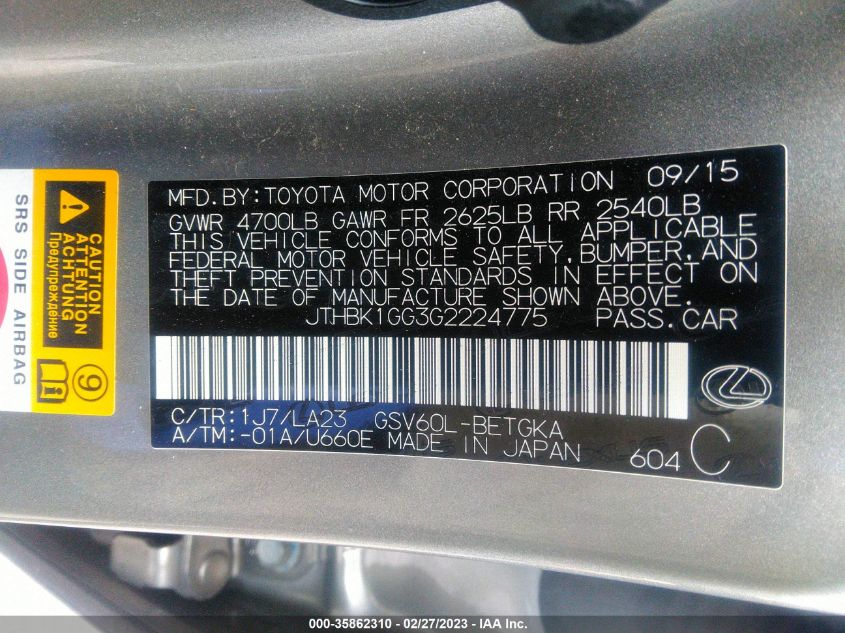 MFD.BY:TOYOTA MOTOR CORPORATION 09/15
GVWR 4700LB GAWR FR 2625LB RR 2540LB
THIS VEHICLE CONFORMS TO ALL APPLICABLE
FEDERAL MOTOR VEHICLE SAFETY,BUMPER,AND
THEFT PREVENTION STANDARDS IN EFFECT ON
THE DATE OF MANUFACTURE SHOWN ABOVE.
JTHBK1GG3G2224775 PASS.CAR
C/TR:1J7/LA23 GSV60L-BETGKA
A/TM:-01A/U660E MADE IN JAPAN
604 C
CAUTION
ATTENTION
ACHTUNG
Предупреждение
9
SRS SIDE AIRBAG
000-35862310 - 02/27/2023 - IAA Inc.